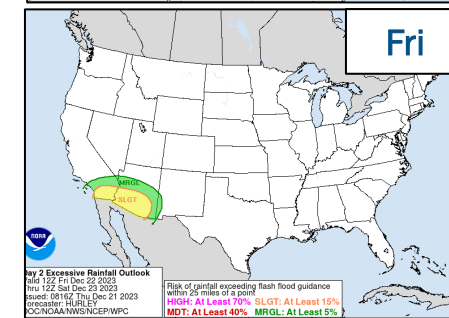 Fri
MRGL
SLGT
NOAA
Day 2 Excessive Rainfall Outlook
Valid 12Z Fri Dec 22 2023
Thru 12Z Sat Dec 23 2023
Issued: 0816Z Thu Dec 21 2023
Forecaster: HURLEY
DOC/NOAA/NWS/NCEP/WPC
Risk of rainfall exceeding flash flood guidance
within 25 miles of a point
HIGH: At Least 70% SLGT: At Least 15%
MDT: At Least 40% MRGL: At Least 5%